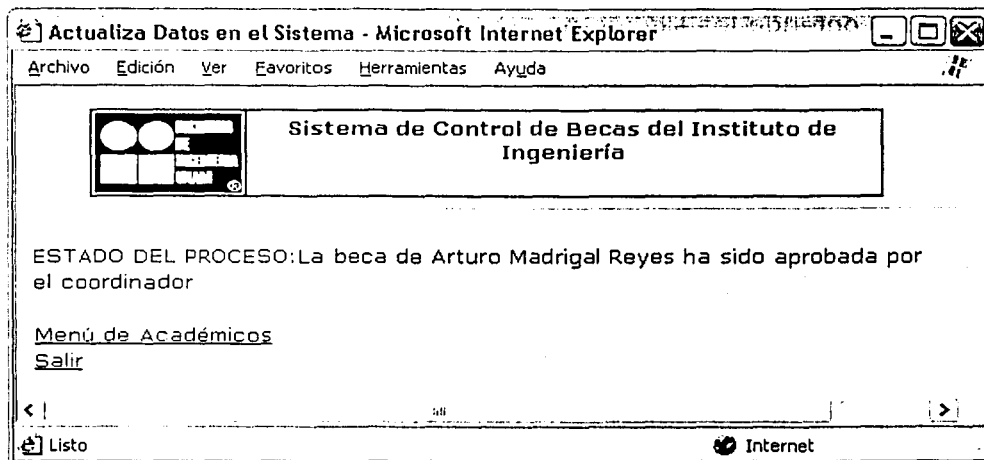 Actualiza Datos en el Sistema - Microsoft Internet Explorer
Archivo Edición Ver Favoritos Herramientas Ayuda
Sistema de Control de Becas del Instituto de
Ingeniería
ESTADO DEL PROCESO:La beca de Arturo Madrigal Reyes ha sido aprobada por
el coordinador
Menú de Académicos
Salir
Listo Internet